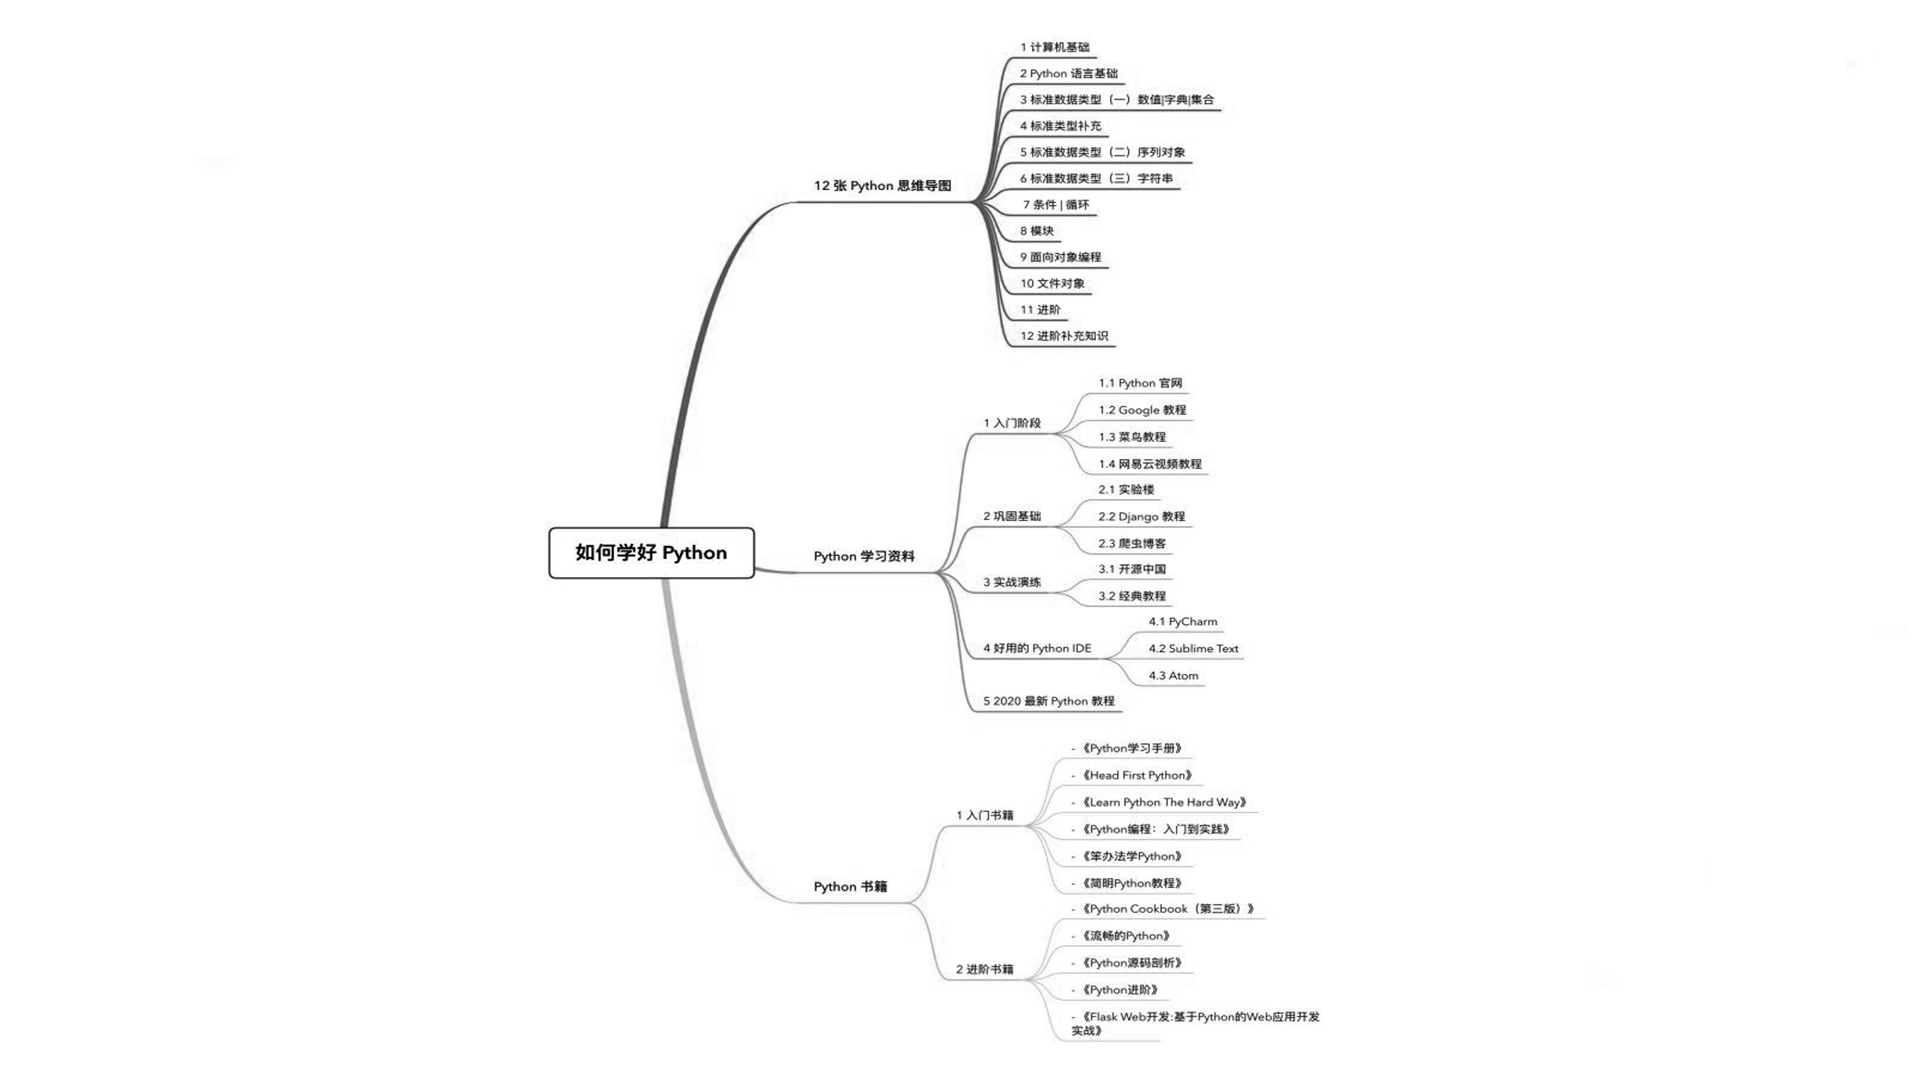 1 计算机基础
2 Python 语言基础
3 标准数据类型（一）数值|字典|集合
4 标准类型补充
5 标准数据类型（二）序列对象
6 标准数据类型（三）字符串
7 条件 | 循环
8 模块
9 面向对象编程
10 文件对象
11 进阶
12 进阶补充知识
12 张 Python 思维导图
1.1 Python 官网
1.2 Google 教程
1.3 菜鸟教程
1.4 网易云视频教程
1 入门阶段
2.1 实验楼
2.2 Django 教程
2.3 爬虫博客
2 巩固基础
3.1 开源中国
3.2 经典教程
3 实战演练
4.1 PyCharm
4.2 Sublime Text
4.3 Atom
4 好用的 Python IDE
5 2020 最新 Python 教程
Python 学习资料
如何学好 Python
- 《Python学习手册》
- 《Head First Python》
- 《Learn Python The Hard Way》
- 《Python编程：入门到实践》
- 《笨办法学Python》
- 《简明Python教程》
1 入门书籍
Python 书籍
- 《Python Cookbook（第三版）》
- 《流畅的Python》
- 《Python源码剖析》
- 《Python进阶》
- 《Flask Web开发:基于Python的Web应用开发
实战》
2 进阶书籍